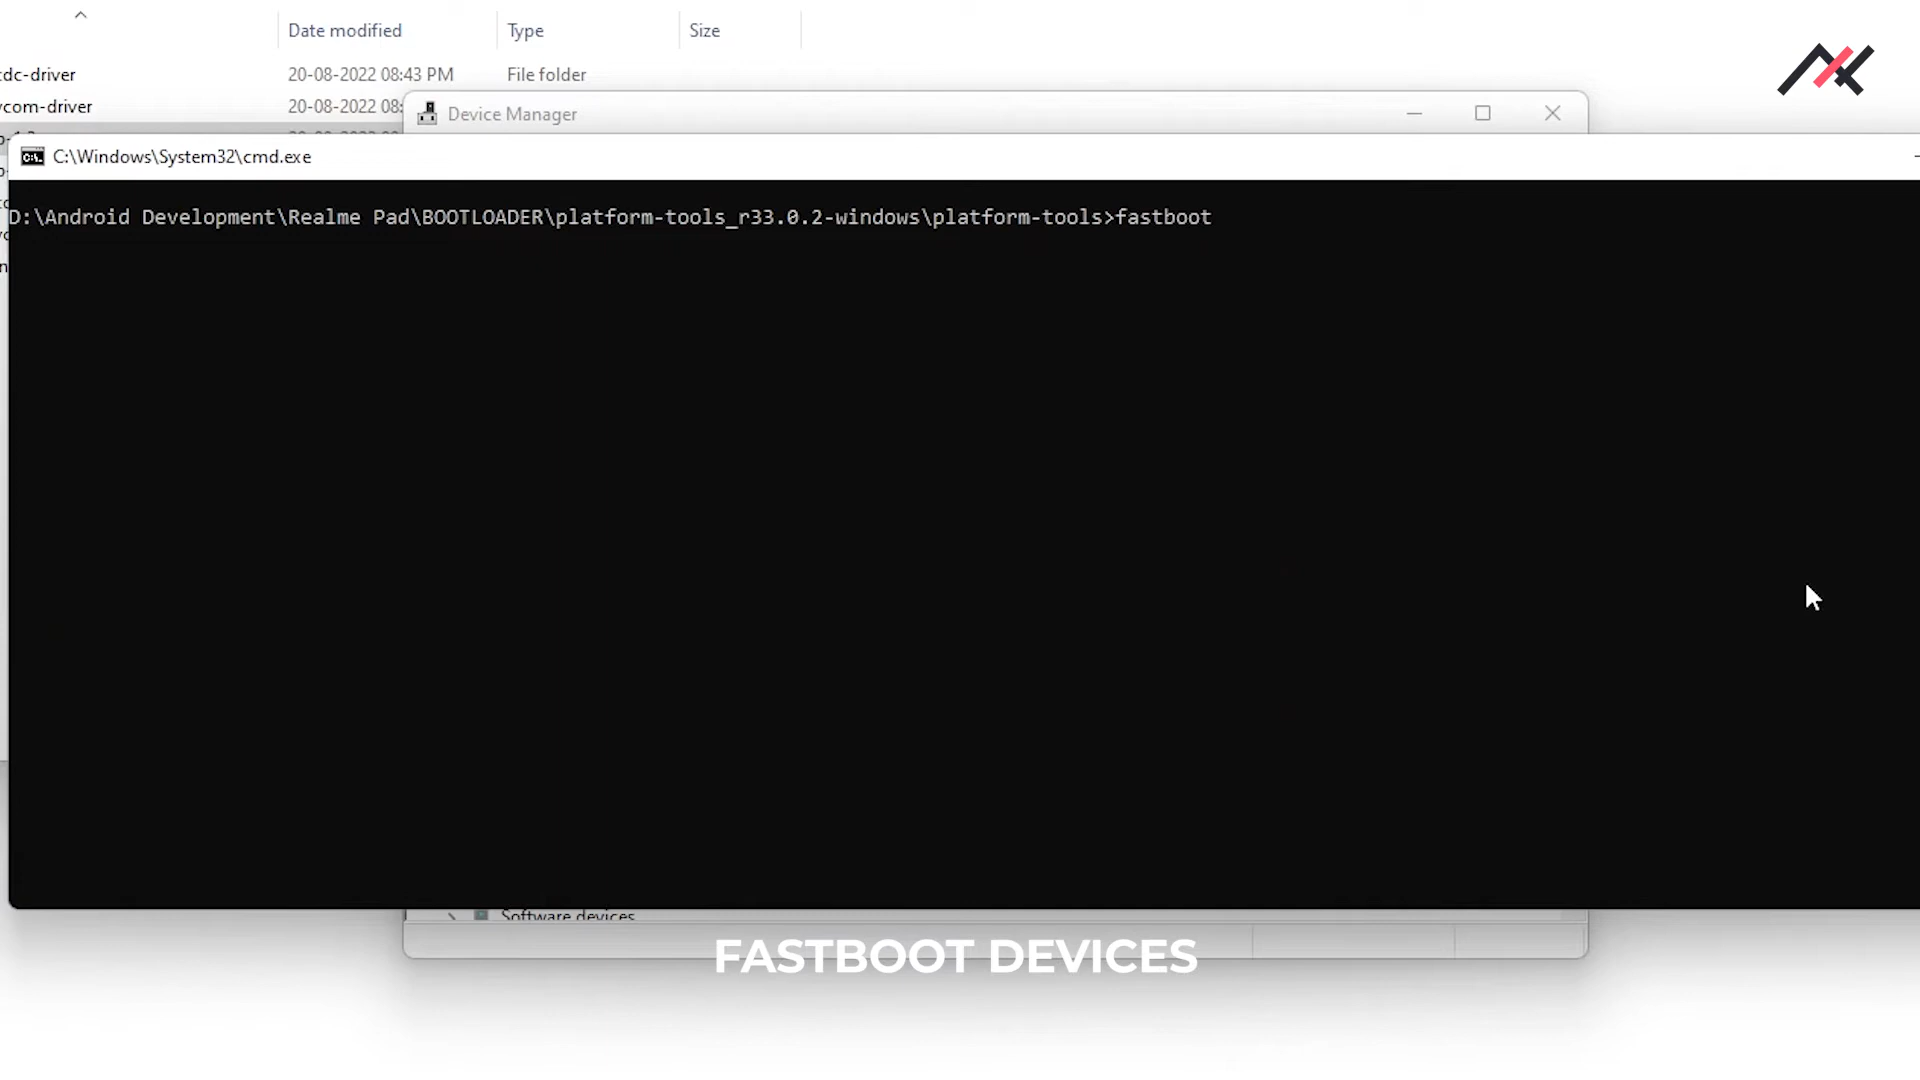 Date modified Type Size
cdc-driver 20-08-2022 08:43 PM File folder
com-driver 20-08-2022 08:
Device Manager
C:\Windows\System32\cmd.exe
D:\Android Development\Realme Pad\BOOTLOADER\platform-tools_r33.0.2-windows\platform-tools>fastboot
Software devices
FASTBOOT DEVICES